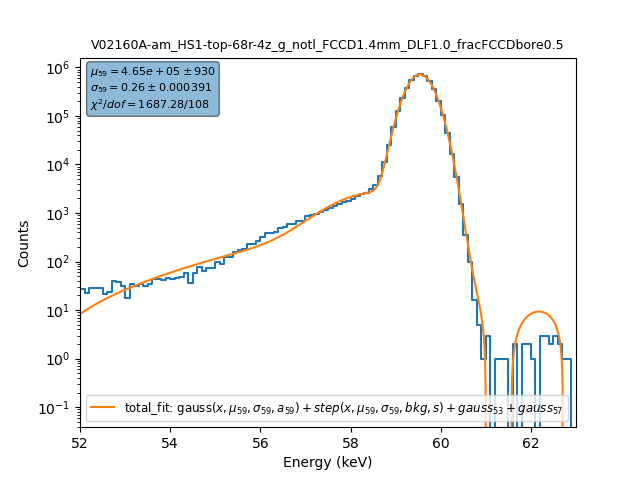 V02160A-am_HS1-top-68r-4z_g_notl_FCCD1.4mm_DLF1.0_fracFCCDbore0.5
μ₅₉ = 4.65e + 05 ± 930
σ₅₉ = 0.26 ± 0.000391
χ²/dof = 1687.28/108
10⁶
10⁵
10⁴
10³
10²
10¹
10⁰
10⁻¹
Counts
total_fit: gauss(x, μ₅₉, σ₅₉, a₅₉) + step(x, μ₅₉, σ₅₉, bkg, s) + gauss₅₃ + gauss₅₇
52 54 56 58 60 62
Energy (keV)